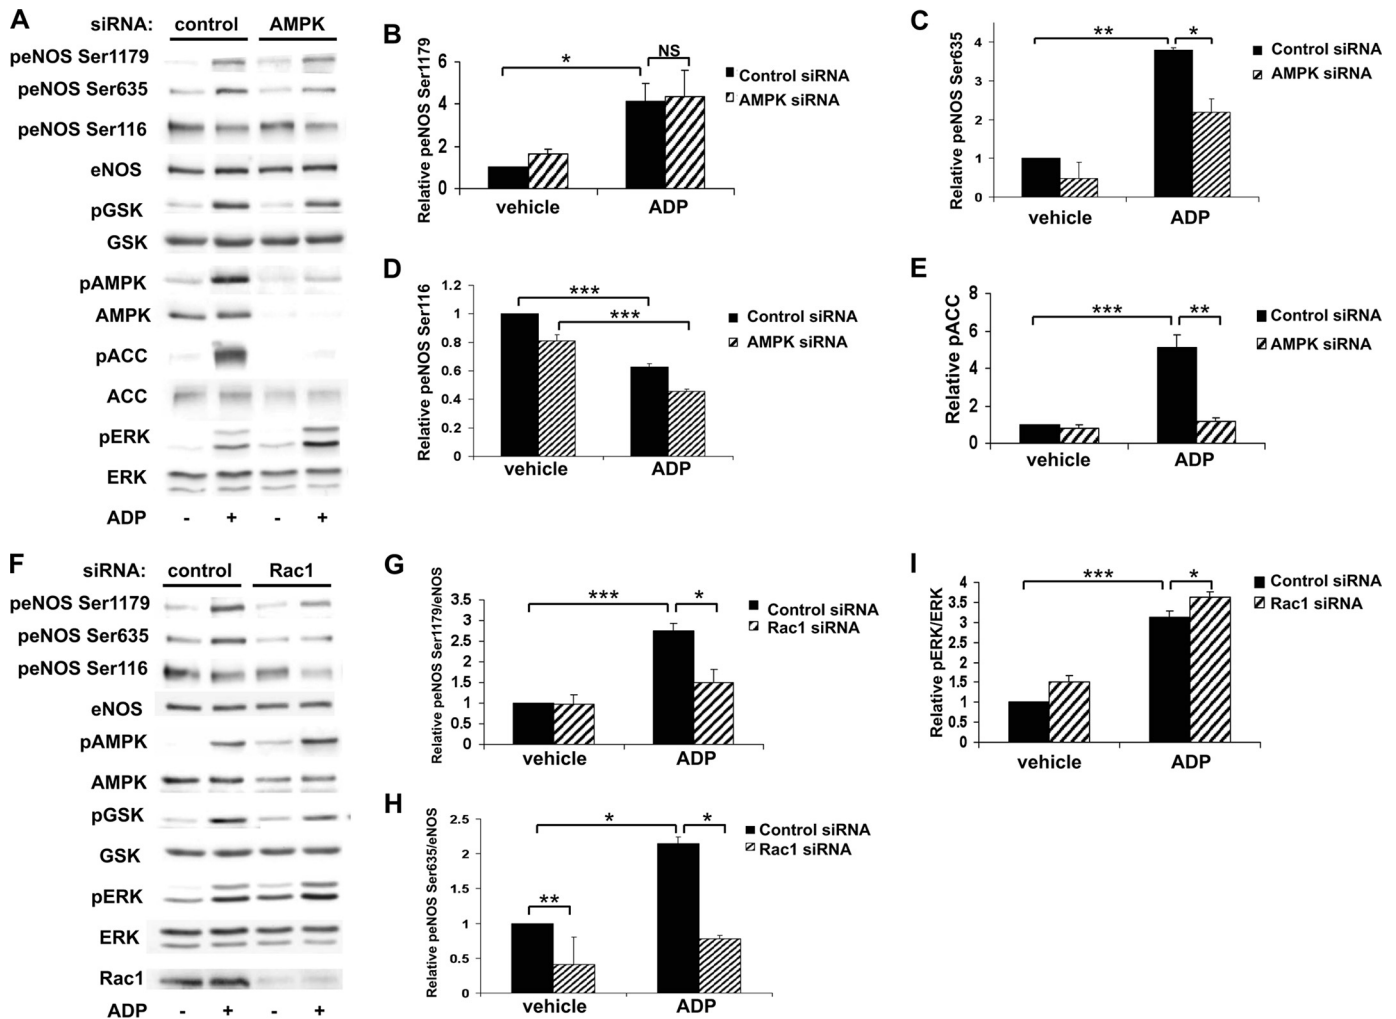 A
siRNA: control AMPK
peNOS Ser1179
peNOS Ser635
peNOS Ser116
eNOS
pGSK
GSK
pAMPK
AMPK
pACC
ACC
pERK
ERK
ADP - + - +
B
Relative peNOS Ser1179
6
4
2
0
*
NS
Control siRNA
AMPK siRNA
vehicle ADP
C
Relative peNOS Ser635
4
3
2
1
0
** *
Control siRNA
AMPK siRNA
vehicle ADP
D
Relative peNOS Ser116
1.2
1
0.8
0.6
0.4
0.2
0
***
***
Control siRNA
AMPK siRNA
vehicle ADP
E
Relative pACC
8
6
4
2
0
*** **
Control siRNA
AMPK siRNA
vehicle ADP
F
siRNA: control Rac1
peNOS Ser1179
peNOS Ser635
peNOS Ser116
eNOS
pAMPK
AMPK
pGSK
GSK
pERK
ERK
Rac1
ADP - + - +
G
Relative peNOS Ser1179/eNOS
3.5
3
2.5
2
1.5
1
0.5
0
*** *
Control siRNA
Rac1 siRNA
vehicle ADP
H
Relative peNOS Ser635/eNOS
2.5
2
1.5
1
0.5
0
* *
**
Control siRNA
Rac1 siRNA
vehicle ADP
I
Relative pERK/ERK
4
3.5
3
2.5
2
1.5
1
0.5
0
*** *
Control siRNA
Rac1 siRNA
vehicle ADP